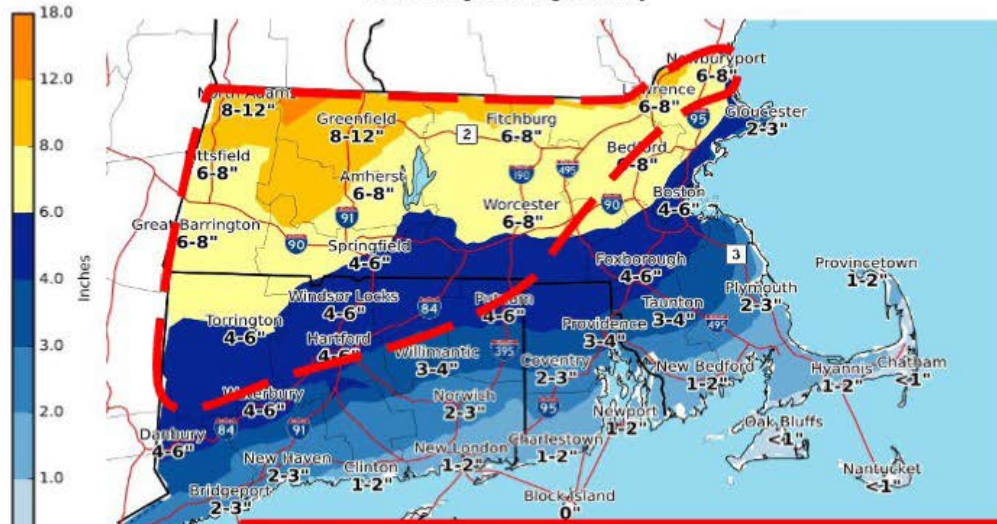 18.0
12.0
8.0
6.0
4.0
3.0
2.0
1.0
Inches
Newburyport
6-8"
North Adams
8-12"
Lawrence
6-8"
Greenfield
8-12"
Fitchburg
6-8"
2
95
Gloucester
2-3"
Pittsfield
6-8"
Bedford
6-8"
Amherst
6-8"
190
495
Boston
4-6"
Worcester
6-8"
90
91
Great Barrington
6-8"
90
Springfield
4-6"
Foxborough
4-6"
3
Provincetown
1-2"
Windsor Locks
4-6"
84
Putnam
4-6"
Taunton
3-4"
Plymouth
2-3"
Torrington
4-6"
Hartford
4-6"
Providence
3-4"
495
Willimantic
3-4"
395
Coventry
2-3"
New Bedford
1-2"
Hyannis
1-2"
Chatham
<1"
Waterbury
4-6"
Norwich
2-3"
95
Newport
1-2"
Oak Bluffs
<1"
Danbury
4-6"
84
91
New London
1-2"
Charlestown
1-2"
New Haven
2-3"
Clinton
1-2"
Nantucket
<1"
Bridgeport
2-3"
Block Island
0"